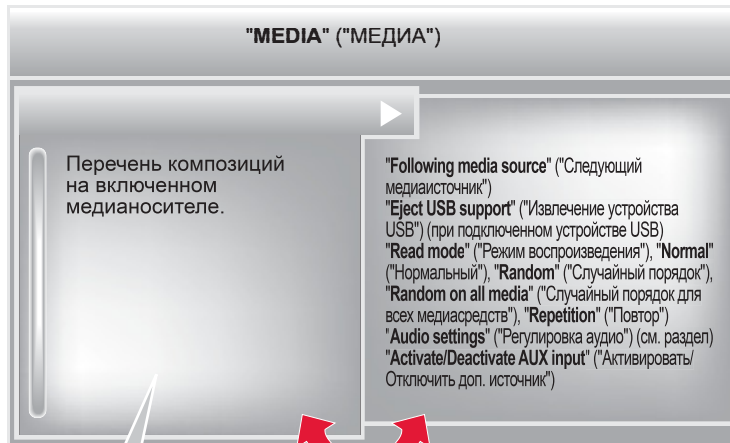 "MEDIA" ("МЕДИА")
Перечень композиций
на включенном
медианосителе.
"Following media source" ("Следующий
медиаисточник")
"Eject USB support" ("Извлечение устройства
USB") (при подключенном устройстве USB)
"Read mode" ("Режим воспроизведения"), "Normal"
("Нормальный"), "Random" ("Случайный порядок"),
"Random on all media" ("Случайный порядок для
всех медиасредств"), "Repetition" ("Повтор")
"Audio settings" ("Регулировка аудио") (см. раздел)
"Activate/Deactivate AUX input" ("Активировать/
Отключить доп. источник")